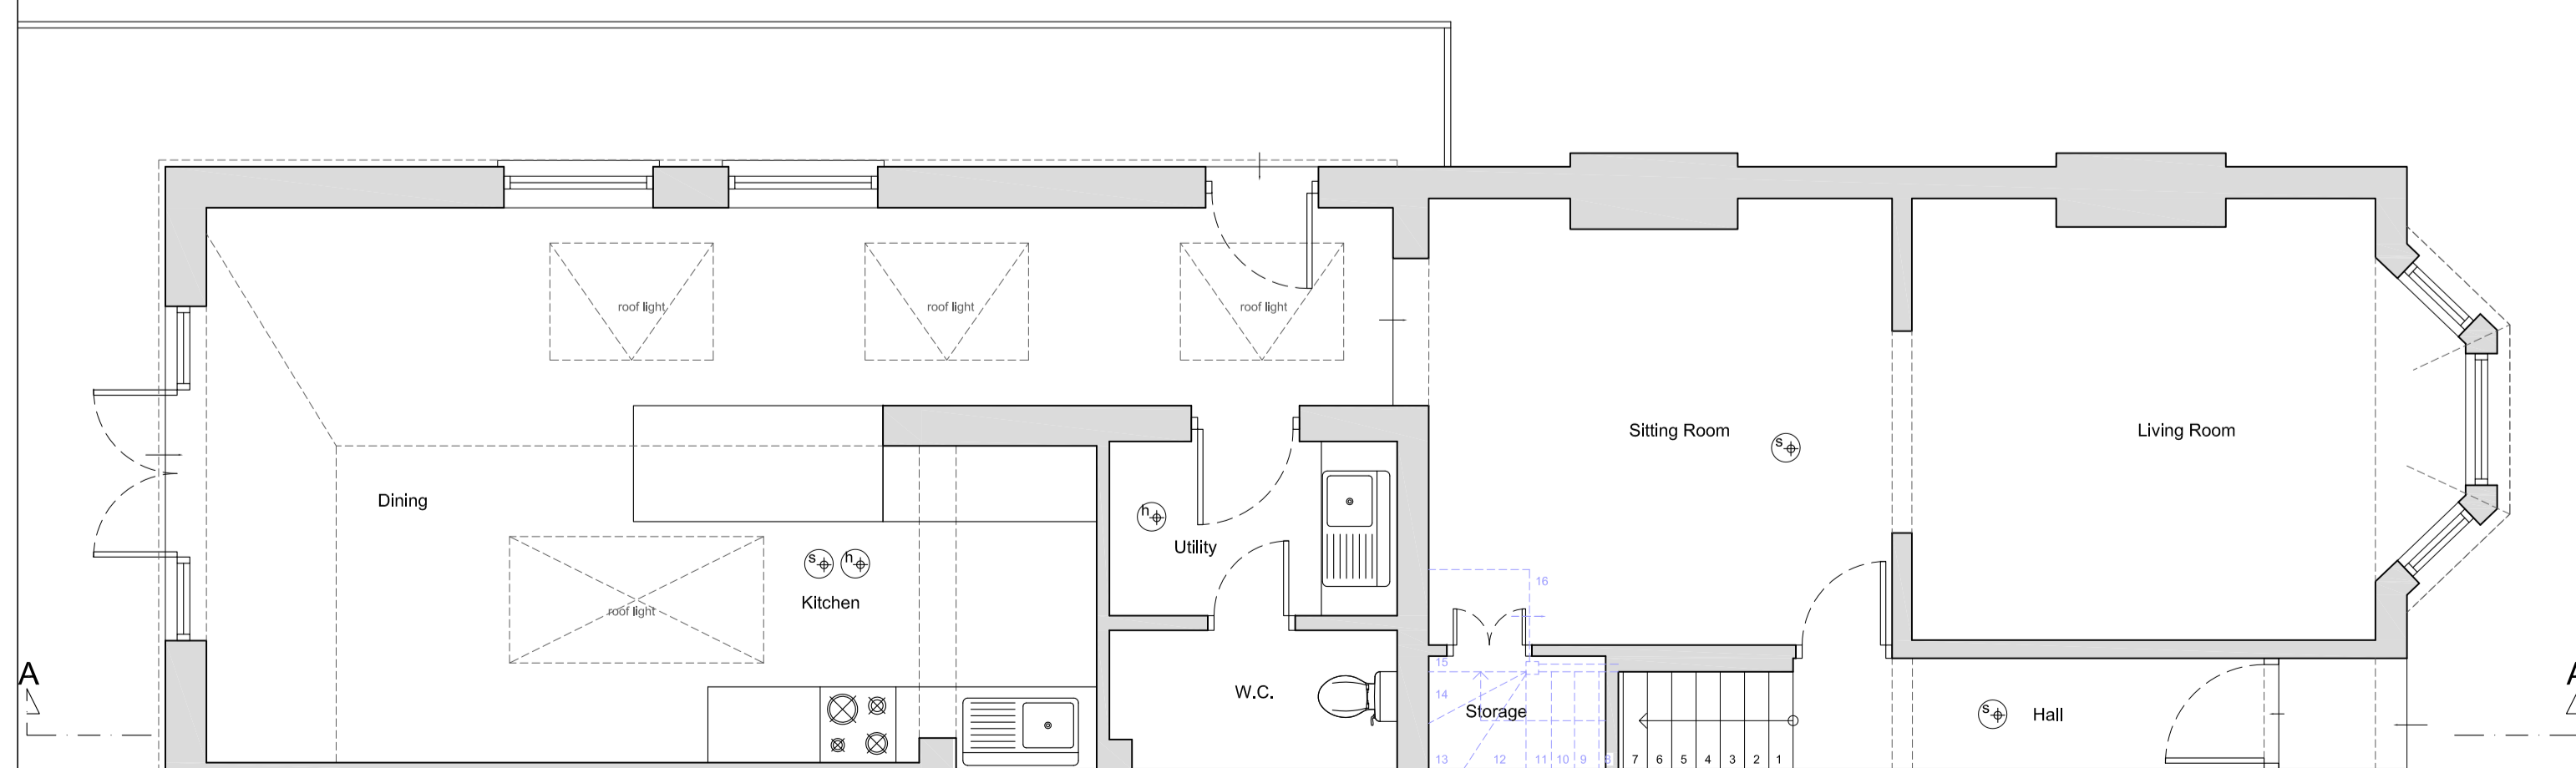 roof light
roof light
roof light
Sitting Room
s
Living Room
Dining
h
Utility
s
h
Kitchen
roof light
16
15
A
A
14
W.C.
Storage
s
Hall
13
12
11
10
9
8
7
6
5
4
3
2
1